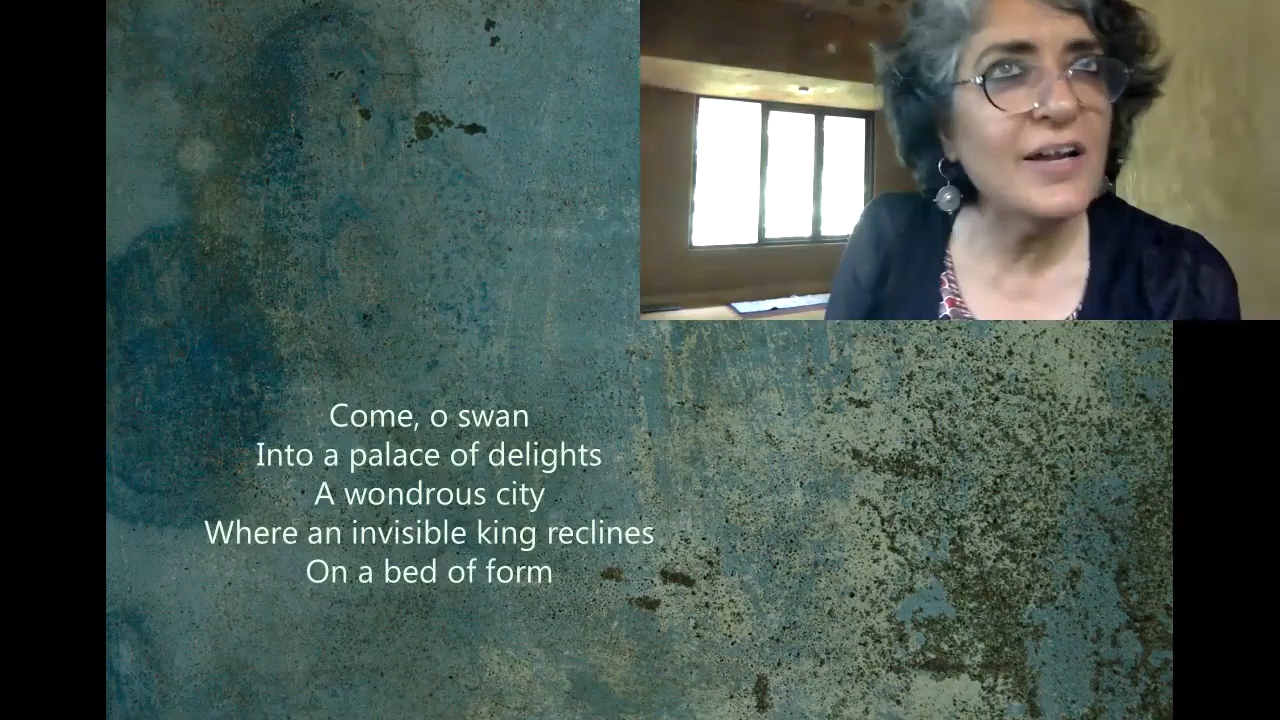 Come, o swan
Into a palace of delights
A wondrous city
Where an invisible king reclines
On a bed of form